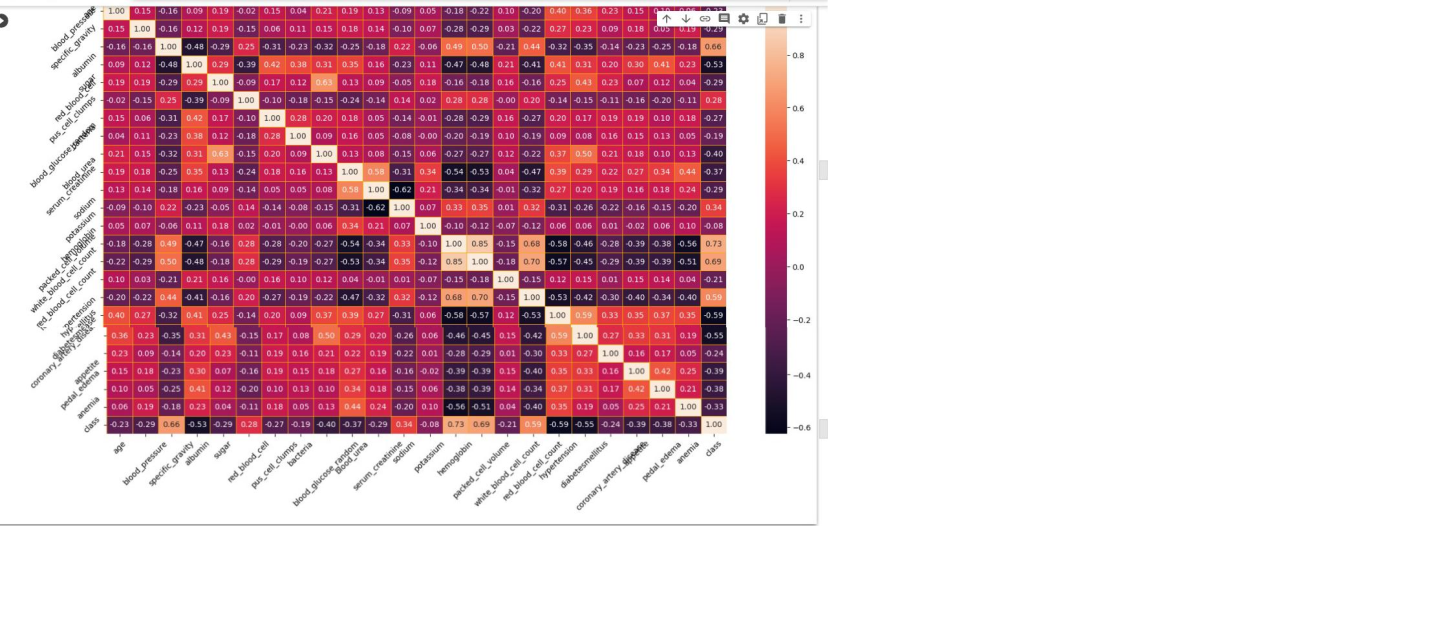 age 1.00 0.15 -0.16 0.09 0.19 -0.02 0.15 0.04 0.21 0.19 0.13 -0.09 0.05 -0.18 -0.22 0.10 -0.20 0.40 0.36 0.23 0.15 0.10 0.06 -0.23
blood_pressure 0.15 1.00 -0.16 0.12 0.19 -0.15 0.06 0.11 0.15 0.18 0.14 -0.10 0.07 -0.28 -0.29 0.03 -0.22 0.27 0.23 0.09 0.18 0.05 0.19 -0.29
specific_gravity -0.16 -0.16 1.00 -0.48 -0.29 0.25 -0.31 -0.23 -0.32 -0.25 -0.18 0.22 -0.06 0.49 0.50 -0.21 0.44 -0.32 -0.35 -0.14 -0.23 -0.25 -0.18 0.66
albumin 0.09 0.12 -0.48 1.00 0.29 -0.39 0.42 0.38 0.31 0.35 0.16 -0.23 0.11 -0.47 -0.48 0.21 -0.41 0.41 0.31 0.20 0.30 0.41 0.23 -0.53
sugar 0.19 0.19 -0.29 0.29 1.00 -0.09 0.17 0.12 0.63 0.13 0.09 -0.05 0.18 -0.16 -0.18 0.16 -0.16 0.25 0.43 0.23 0.07 0.12 0.04 -0.29
red_blood_cell -0.02 -0.15 0.25 -0.39 -0.09 1.00 -0.10 -0.18 -0.15 -0.24 -0.14 0.14 0.02 0.28 0.28 -0.00 0.20 -0.14 -0.15 -0.11 -0.16 -0.20 -0.11 0.28
pus_cell_clumps 0.15 0.06 -0.31 0.42 0.17 -0.10 1.00 0.28 0.20 0.18 0.05 -0.14 -0.01 -0.28 -0.29 0.16 -0.27 0.20 0.17 0.19 0.19 0.10 0.18 -0.27
bacteria 0.04 0.11 -0.23 0.38 0.12 -0.18 0.28 1.00 0.09 0.16 0.05 -0.08 -0.00 -0.20 -0.19 0.10 -0.19 0.09 0.08 0.16 0.15 0.13 0.05 -0.19
blood_glucose_random 0.21 0.15 -0.32 0.31 0.63 -0.15 0.20 0.09 1.00 0.13 0.08 -0.15 0.06 -0.27 -0.27 0.12 -0.22 0.37 0.50 0.21 0.18 0.10 0.13 -0.40
blood_urea 0.19 0.18 -0.25 0.35 0.13 -0.24 0.18 0.16 0.13 1.00 0.58 -0.31 0.34 -0.54 -0.53 0.04 -0.47 0.39 0.29 0.22 0.27 0.34 0.44 -0.37
serum_creatinine 0.13 0.14 -0.18 0.16 0.09 -0.14 0.05 0.05 0.08 0.58 1.00 -0.62 0.21 -0.34 -0.34 -0.01 -0.32 0.27 0.20 0.19 0.16 0.18 0.24 -0.29
sodium -0.09 -0.10 0.22 -0.23 -0.05 0.14 -0.14 -0.08 -0.15 -0.31 -0.62 1.00 0.07 0.33 0.35 0.01 0.32 -0.31 -0.26 -0.22 -0.16 -0.15 -0.20 0.34
potassium 0.05 0.07 -0.06 0.11 0.18 0.02 -0.01 -0.00 0.06 0.34 0.21 0.07 1.00 -0.10 -0.12 -0.07 -0.12 0.06 0.06 0.01 -0.02 0.06 0.10 -0.08
hemoglobin -0.18 -0.28 0.49 -0.47 -0.16 0.28 -0.28 -0.20 -0.27 -0.54 -0.34 0.33 -0.10 1.00 0.85 -0.15 0.68 -0.58 -0.46 -0.28 -0.39 -0.38 -0.56 0.73
packed_cell_volume -0.22 -0.29 0.50 -0.48 -0.18 0.28 -0.29 -0.19 -0.27 -0.53 -0.34 0.35 -0.12 0.85 1.00 -0.18 0.70 -0.57 -0.45 -0.29 -0.39 -0.39 -0.51 0.69
white_blood_cell_count 0.10 0.03 -0.21 0.21 0.16 -0.00 0.16 0.10 0.12 0.04 -0.01 0.01 -0.07 -0.15 -0.18 1.00 -0.15 0.12 0.15 0.01 0.15 0.14 0.04 -0.21
red_blood_cell_count -0.20 -0.22 0.44 -0.41 -0.16 0.20 -0.27 -0.19 -0.22 -0.47 -0.32 0.32 -0.12 0.68 0.70 -0.15 1.00 -0.53 -0.42 -0.30 -0.40 -0.34 -0.40 0.59
pertension 0.40 0.27 -0.32 0.41 0.25 -0.14 0.20 0.09 0.37 0.39 0.27 -0.31 0.06 -0.58 -0.57 0.12 -0.53 1.00 0.59 0.33 0.35 0.37 0.35 -0.59
0.36 0.23 -0.35 0.31 0.43 -0.15 0.17 0.08 0.50 0.29 0.20 -0.26 0.06 -0.46 -0.45 0.15 -0.42 0.59 1.00 0.27 0.33 0.31 0.19 -0.55
coronary_artery_disease 0.23 0.09 -0.14 0.20 0.23 -0.11 0.19 0.16 0.21 0.22 0.19 -0.22 0.01 -0.28 -0.29 0.01 -0.30 0.33 0.27 1.00 0.16 0.17 0.05 -0.24
appetite 0.15 0.18 -0.23 0.30 0.07 -0.16 0.19 0.15 0.18 0.27 0.16 -0.16 -0.02 -0.39 -0.39 0.15 -0.40 0.35 0.33 0.16 1.00 0.42 0.25 -0.39
pedal_edema 0.10 0.05 -0.25 0.41 0.12 -0.20 0.10 0.13 0.10 0.34 0.18 -0.15 0.06 -0.38 -0.39 0.14 -0.34 0.37 0.31 0.17 0.42 1.00 0.21 -0.38
anemia 0.06 0.19 -0.18 0.23 0.04 -0.11 0.18 0.05 0.13 0.44 0.24 -0.20 0.10 -0.56 -0.51 0.04 -0.40 0.35 0.19 0.05 0.25 0.21 1.00 -0.33
class -0.23 -0.29 0.66 -0.53 -0.29 0.28 -0.27 -0.19 -0.40 -0.37 -0.29 0.34 -0.08 0.73 0.69 -0.21 0.59 -0.59 -0.55 -0.24 -0.39 -0.38 -0.33 1.00
age blood_pressure specific_gravity albumin sugar red_blood_cell pus_cell_clumps bacteria blood_glucose_random blood_urea serum_creatinine sodium potassium hemoglobin packed_cell_volume white_blood_cell_count red_blood_cell_count hypertension diabetesmellitus coronary_artery_disease appetite pedal_edema anemia class
0.8
0.6
0.4
0.2
0.0
−0.2
−0.4
−0.6